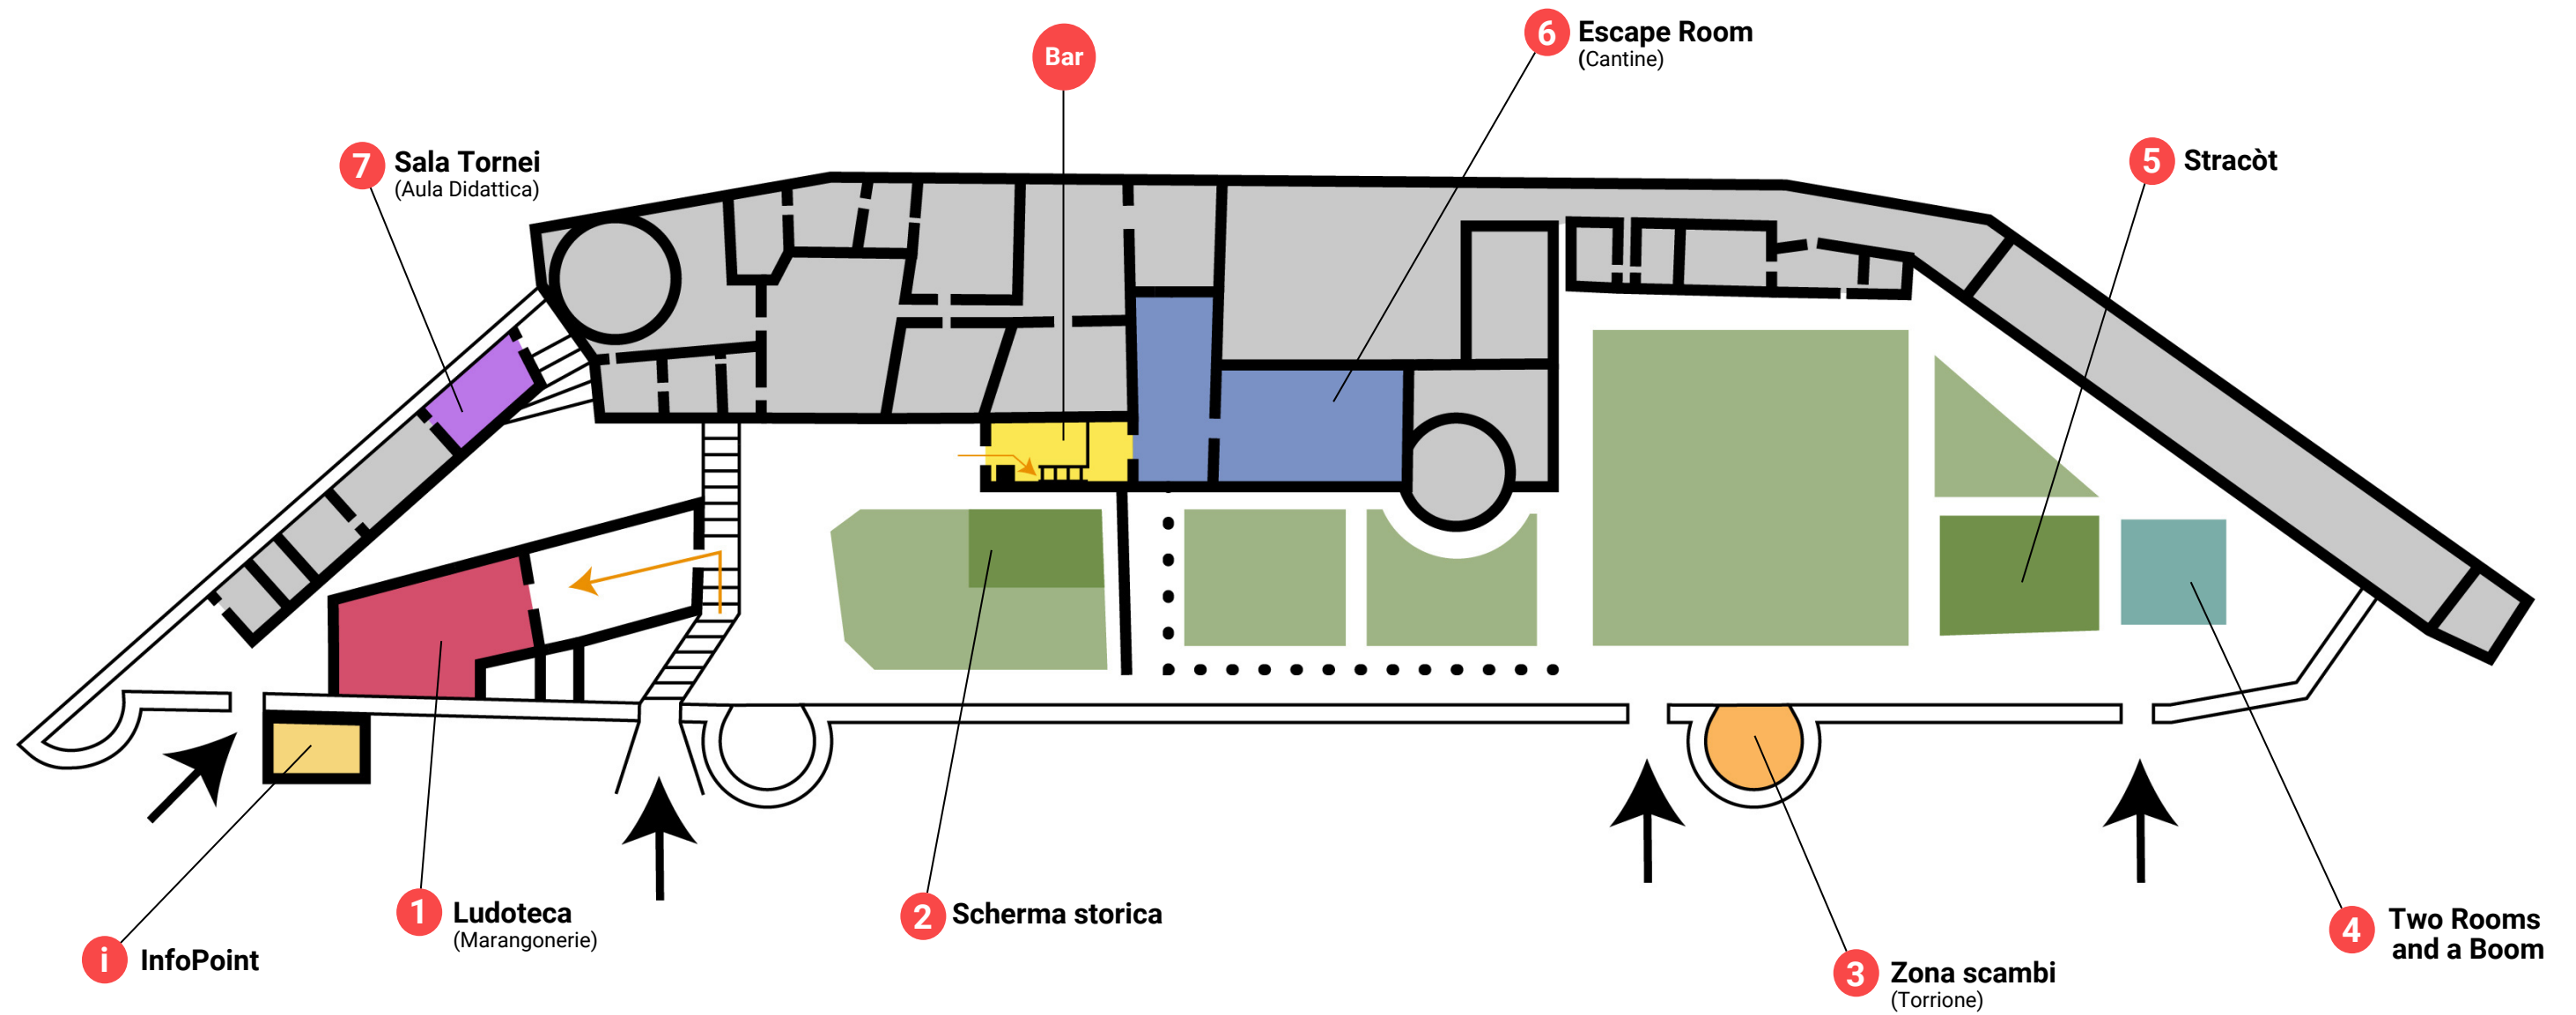 Bar
6 Escape Room
(Cantine)
7 Sala Tornei
(Aula Didattica)
5 Stracòt
1 Ludoteca
(Marangonerie)
2 Scherma storica
i InfoPoint
3 Zona scambi
(Torrione)
4 Two Rooms
and a Boom